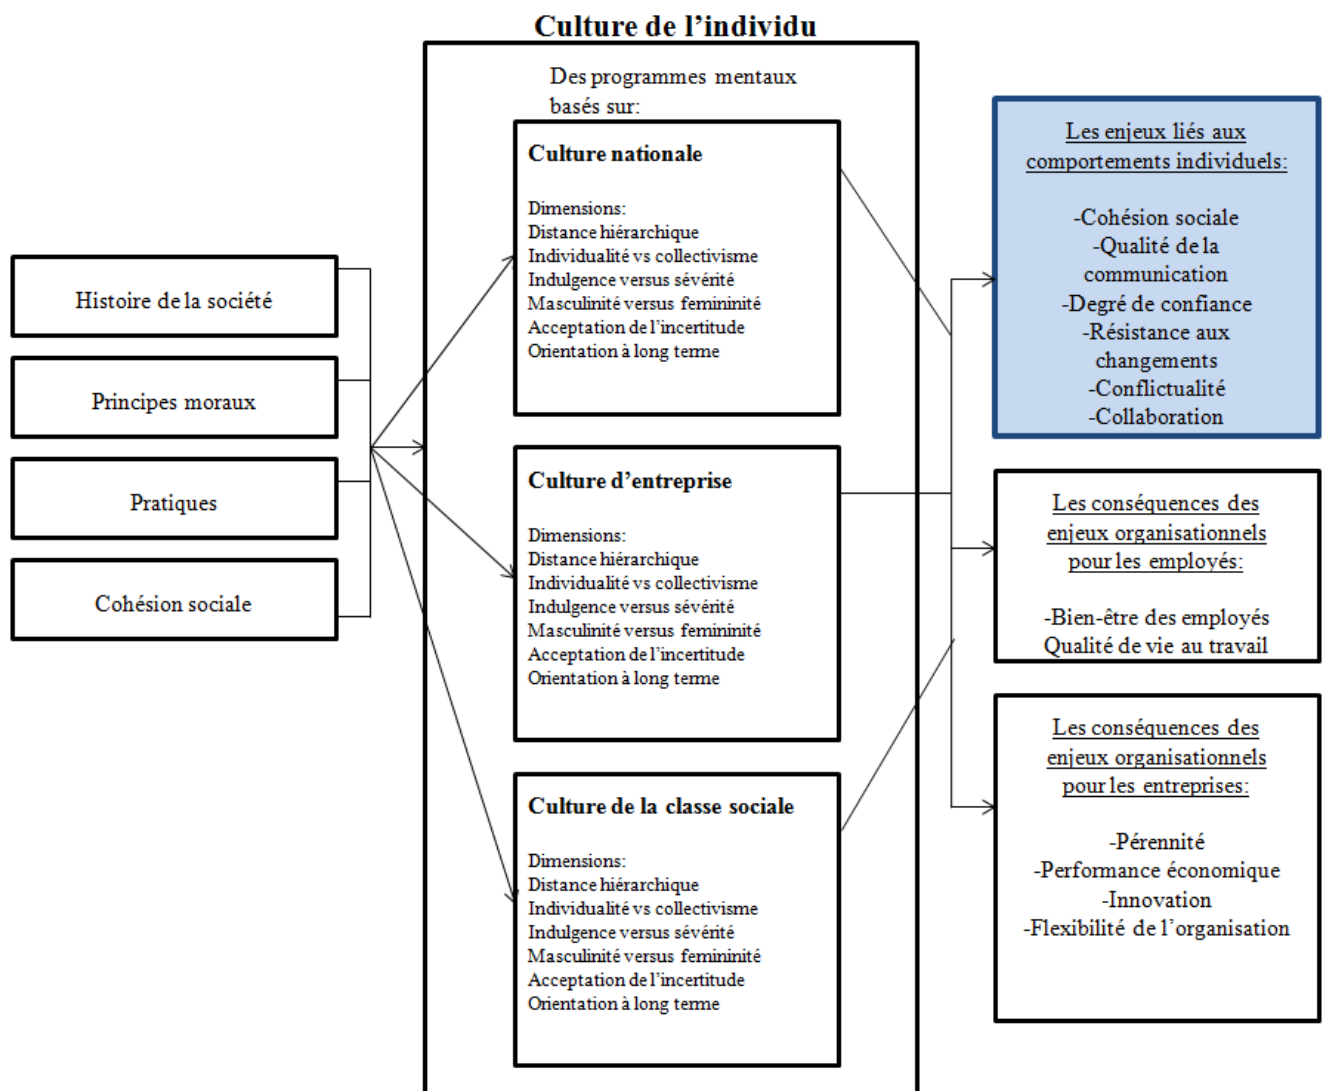 Culture de l'individu
Des programmes mentaux
basés sur:
Histoire de la société
Principes moraux
Pratiques
Cohésion sociale
Culture nationale
Dimensions:
Distance hiérarchique
Individualité vs collectivisme
Indulgence versus sévérité
Masculinité versus femininité
Acceptation de l'incertitude
Orientation à long terme
Culture d'entreprise
Dimensions:
Distance hiérarchique
Individualité vs collectivisme
Indulgence versus sévérité
Masculinité versus femininité
Acceptation de l'incertitude
Orientation à long terme
Culture de la classe sociale
Dimensions:
Distance hiérarchique
Individualité vs collectivisme
Indulgence versus sévérité
Masculinité versus femininité
Acceptation de l'incertitude
Orientation à long terme
Les enjeux liés aux
comportements individuels:
-Cohésion sociale
-Qualité de la
communication
-Degré de confiance
-Résistance aux
changements
-Conflictualité
-Collaboration
Les conséquences des
enjeux organisationnels
pour les employés:
-Bien-être des employés
Qualité de vie au travail
Les conséquences des
enjeux organisationnels
pour les entreprises:
-Pérennité
-Performance économique
-Innovation
-Flexibilité de l'organisation